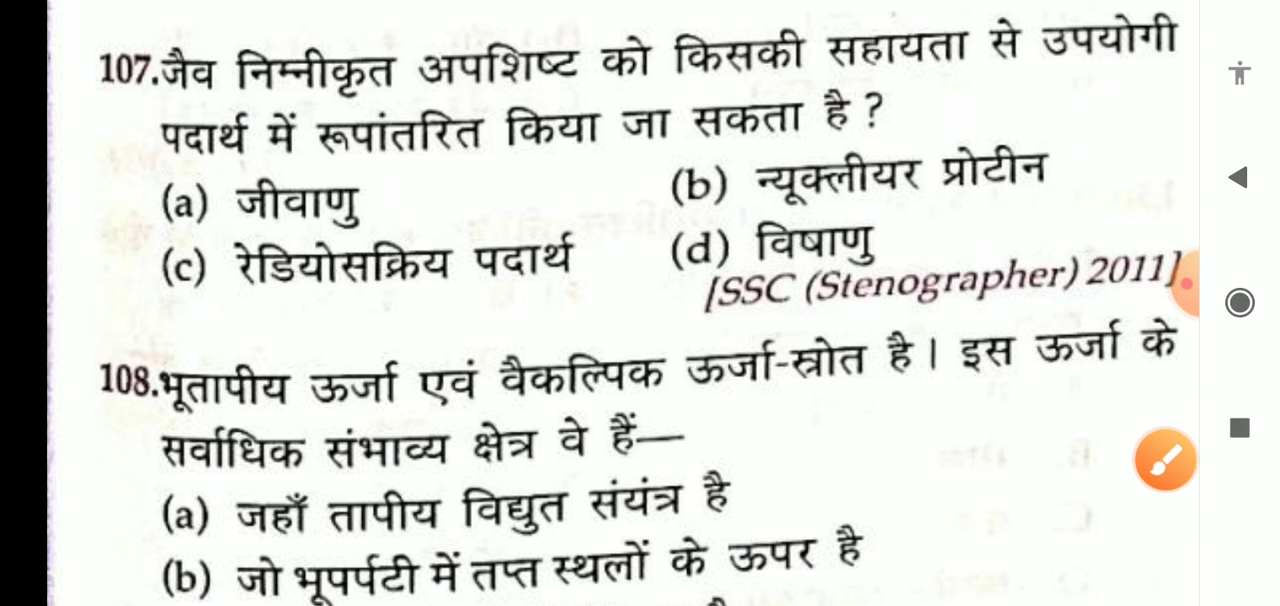 107.जैव निम्नीकृत अपशिष्ट को किसकी सहायता से उपयोगी
पदार्थ में रूपांतरित किया जा सकता है ?
(a) जीवाणु (b) न्यूक्लीयर प्रोटीन
(c) रेडियोसक्रिय पदार्थ (d) विषाणु
[SSC (Stenographer) 2011]
108.भूतापीय ऊर्जा एवं वैकल्पिक ऊर्जा-स्रोत है। इस ऊर्जा के
सर्वाधिक संभाव्य क्षेत्र वे हैं—
(a) जहाँ तापीय विद्युत संयंत्र है
(b) जो भूपर्पटी में तप्त स्थलों के ऊपर है